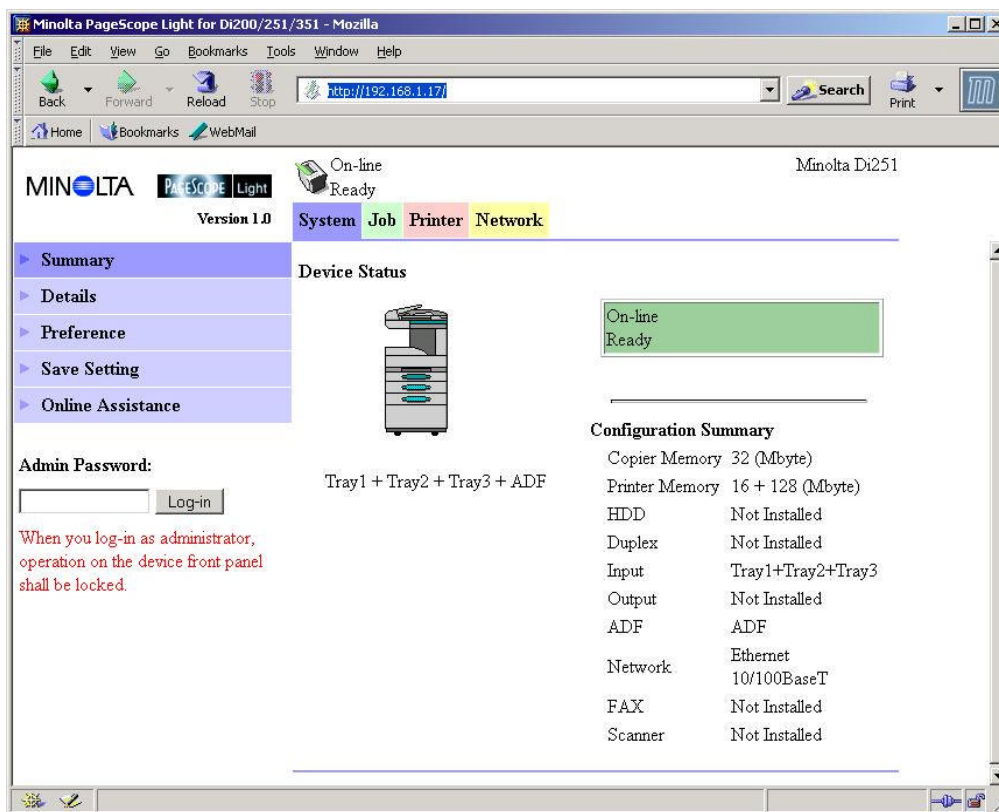 Minolta PageScope Light for Di200/251/351 - Mozilla
File Edit View Go Bookmarks Tools Window Help
Back Forward Reload Stop http://192.168.1.17/ Search Print
Home Bookmarks WebMail
MINOLTA PAGESCOPE Light
Version 1.0
On-line
Ready
Minolta Di251
System Job Printer Network
Summary
Details
Preference
Save Setting
Online Assistance
Admin Password:
Log-in
When you log-in as administrator,
operation on the device front panel
shall be locked.
Device Status
Tray1 + Tray2 + Tray3 + ADF
On-line
Ready
Configuration Summary
Copier Memory 32 (Mbyte)
Printer Memory 16 + 128 (Mbyte)
HDD Not Installed
Duplex Not Installed
Input Tray1+Tray2+Tray3
Output Not Installed
ADF ADF
Network Ethernet
10/100BaseT
FAX Not Installed
Scanner Not Installed